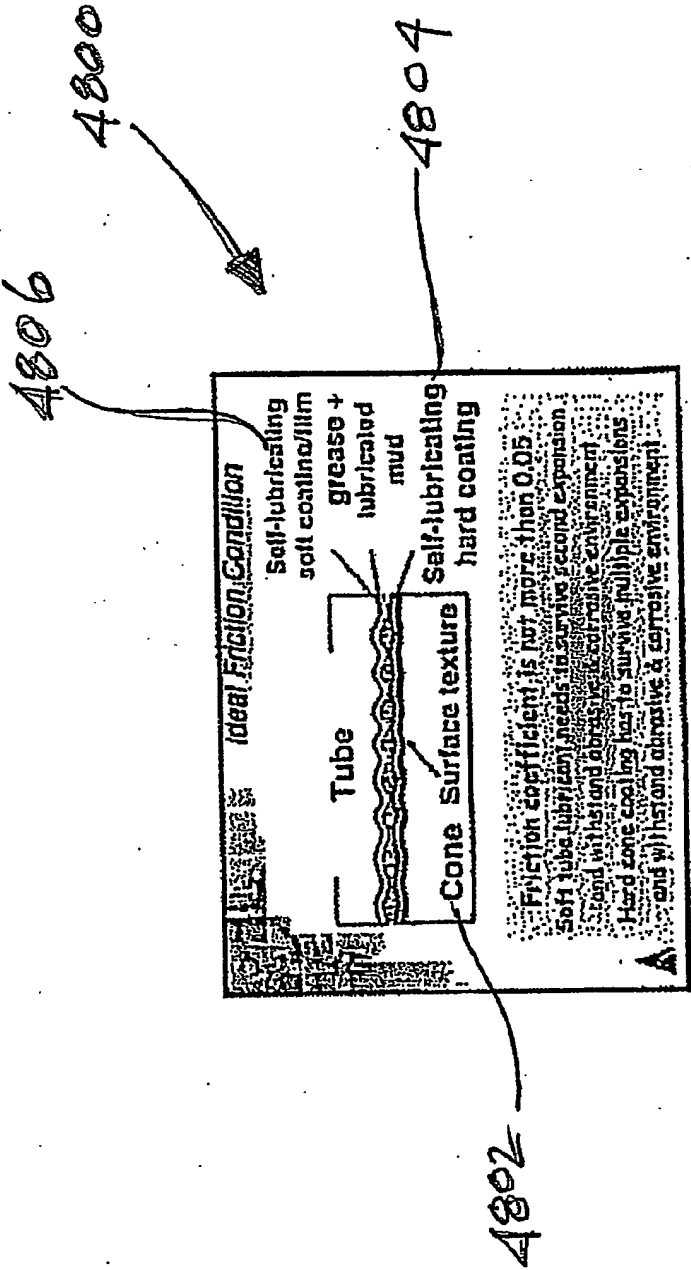 4800
4806
4804
4802
Ideal Friction Condition
Self-lubricating
soft coating/film
grease +
lubricated
mud
Self-lubricating
hard coating
Tube
Cone Surface texture
Friction coefficient is not more than 0.05
Soft tube lubricant needs to survive second expansion
and withstand abrasive & corrosive environment
Hard cone coating has to survive multiple expansions
and withstand abrasive & corrosive environment